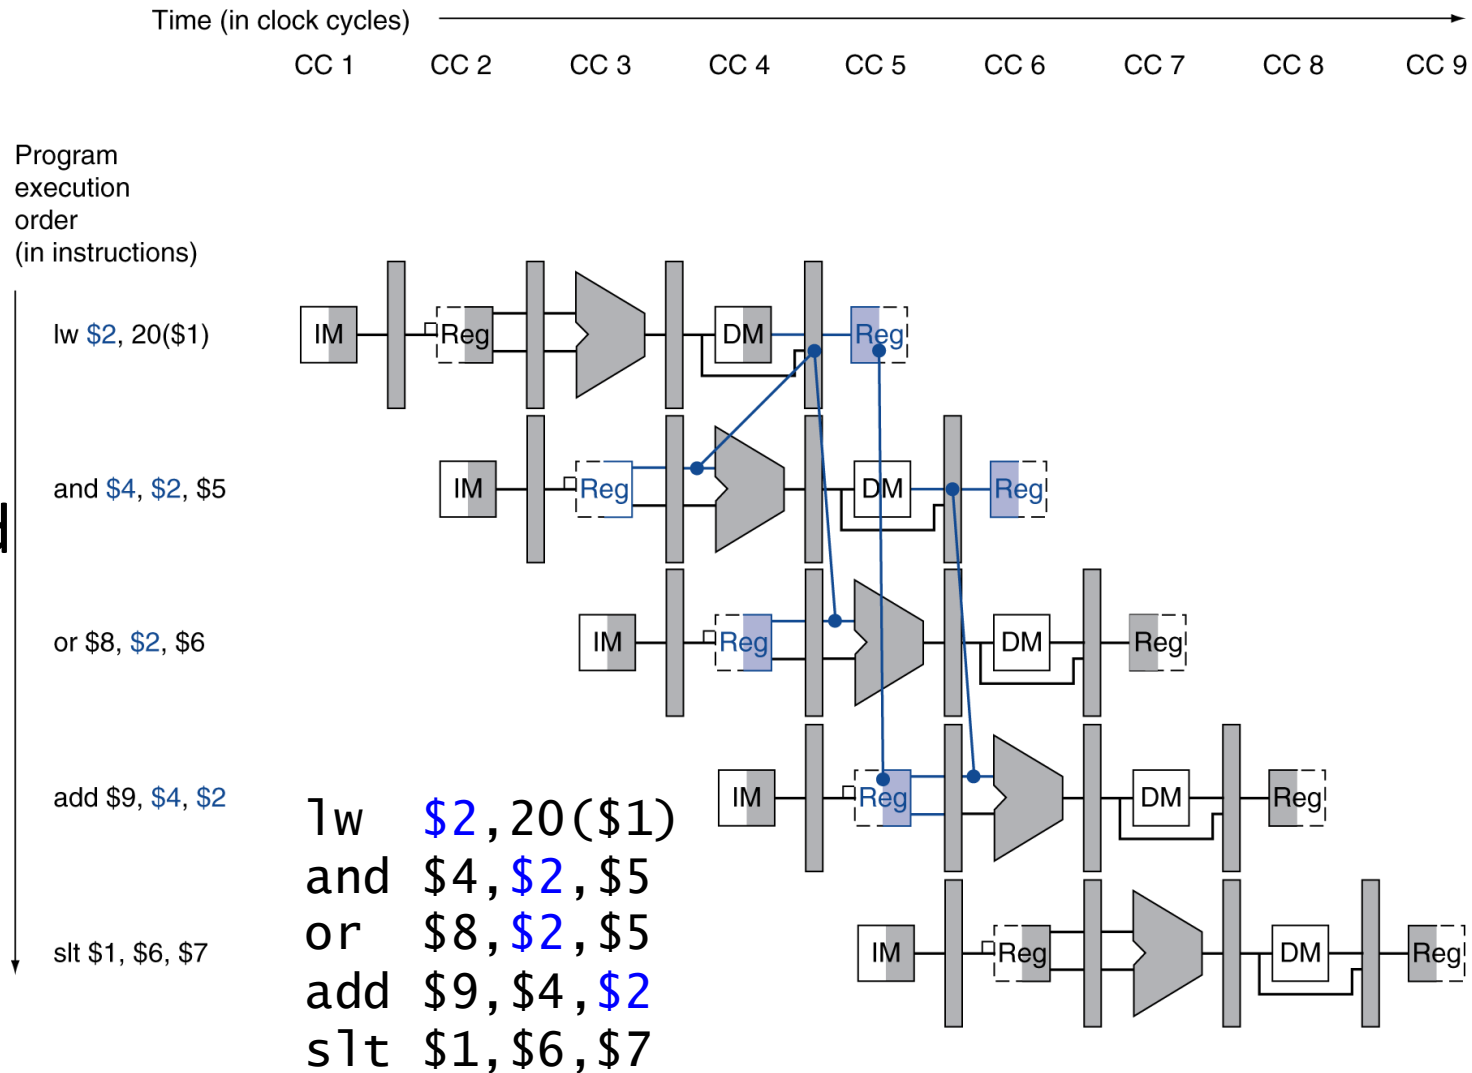 Time (in clock cycles)
CC 1 CC 2 CC 3 CC 4 CC 5 CC 6 CC 7 CC 8 CC 9
Program
execution
order
(in instructions)
lw $2, 20($1)
IM Reg DM Reg
and $4, $2, $5
IM Reg DM Reg
or $8, $2, $6
IM Reg DM Reg
add $9, $4, $2
IM Reg DM Reg
slt $1, $6, $7
IM Reg DM Reg
lw $2,20($1)
and $4,$2,$5
or $8,$2,$5
add $9,$4,$2
slt $1,$6,$7